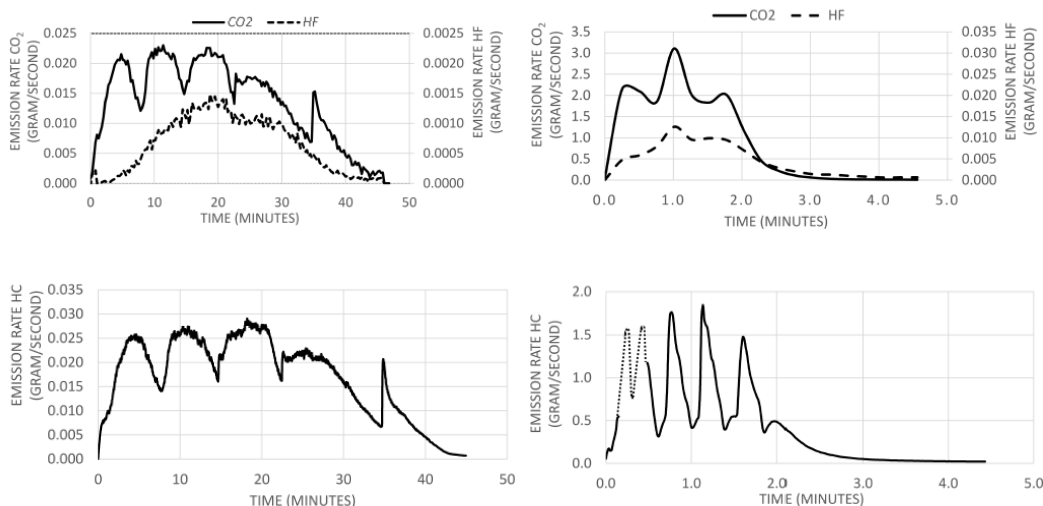 CO2 HF
EMISSION RATE CO2
(GRAM/SECOND)
0.025
0.020
0.015
0.010
0.005
0.000
0.0025
0.0020
0.0015
0.0010
0.0005
0.0000
EMISSION RATE HF
(GRAM/SECOND)
0 10 20 30 40 50
TIME (MINUTES)
CO2 HF
EMISSION RATE CO2
(GRAM/SECOND)
3.5
3.0
2.5
2.0
1.5
1.0
0.5
0.0
0.035
0.030
0.025
0.020
0.015
0.010
0.005
0.000
EMISSION RATE HF
(GRAM/SECOND)
0.0 1.0 2.0 3.0 4.0 5.0
TIME (MINUTES)
EMISSION RATE HC
(GRAM/SECOND)
0.035
0.030
0.025
0.020
0.015
0.010
0.005
0.000
0 10 20 30 40 50
TIME (MINUTES)
EMISSION RATE HC
(GRAM/SECOND)
2.0
1.5
1.0
0.5
0.0
0.0 1.0 2.0 3.0 4.0 5.0
TIME (MINUTES)